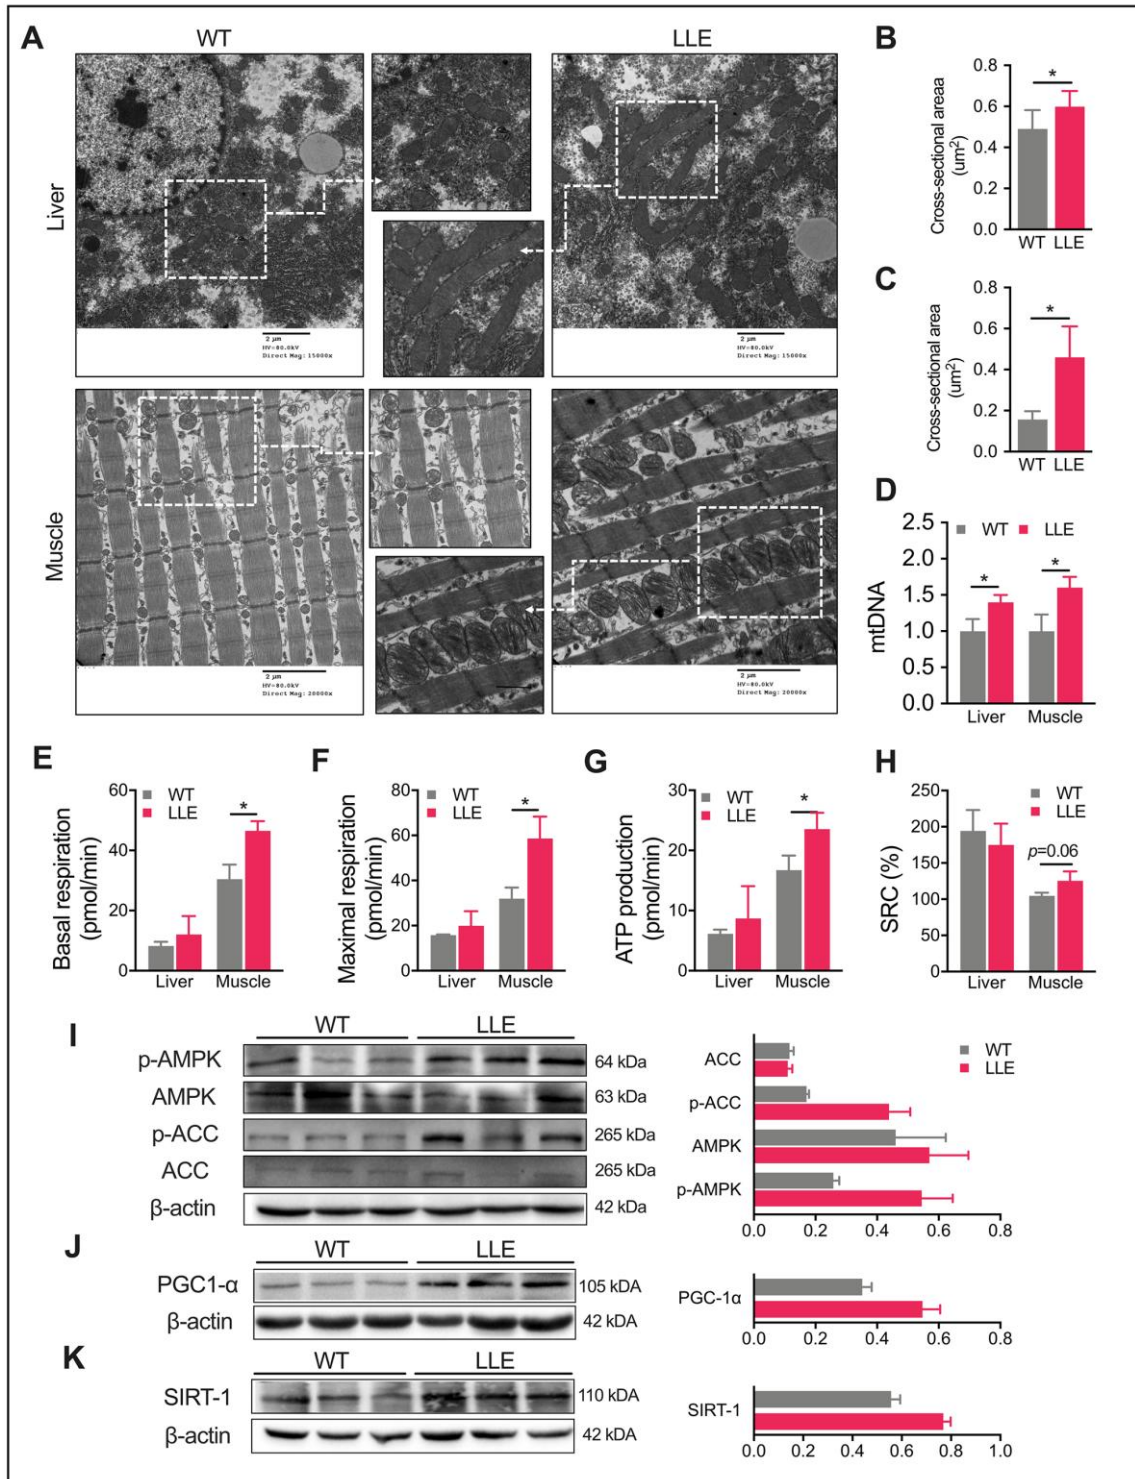 A
WT
LLE
Liver
2 µm
HV=80.0kV
Direct Mag: 15000x
2 µm
HV=80.0kV
Direct Mag: 15000x
Muscle
2 µm
HV=80.0kV
Direct Mag: 20000x
2 µm
HV=80.0kV
Direct Mag: 20000x
B
Cross-sectional areaa
(um²)
0.8
0.6
0.4
0.2
0.0
*
WT LLE
C
Cross-sectional area
(um²)
0.8
0.6
0.4
0.2
0.0
*
WT LLE
D
mtDNA
2.5
2.0
1.5
1.0
0.5
0.0
WT LLE
* *
Liver Muscle
E
Basal respiration
(pmol/min)
60
40
20
0
WT
LLE
*
Liver Muscle
F
Maximal respiration
(pmol/min)
80
60
40
20
0
WT
LLE
*
Liver Muscle
G
ATP production
(pmol/min)
30
20
10
0
WT
LLE
*
Liver Muscle
H
SRC (%)
250
200
150
100
50
0
WT
LLE
p=0.06
Liver Muscle
I
WT LLE
p-AMPK 64 kDa
AMPK 63 kDa
p-ACC 265 kDa
ACC 265 kDa
β-actin 42 kDa
ACC
p-ACC
AMPK
p-AMPK
WT
LLE
0.0 0.2 0.4 0.6 0.8
J
WT LLE
PGC1-α 105 kDA
β-actin 42 kDA
PGC-1α
0.0 0.2 0.4 0.6 0.8
K
WT LLE
SIRT-1 110 kDA
β-actin 42 kDA
SIRT-1
0.0 0.2 0.4 0.6 0.8 1.0